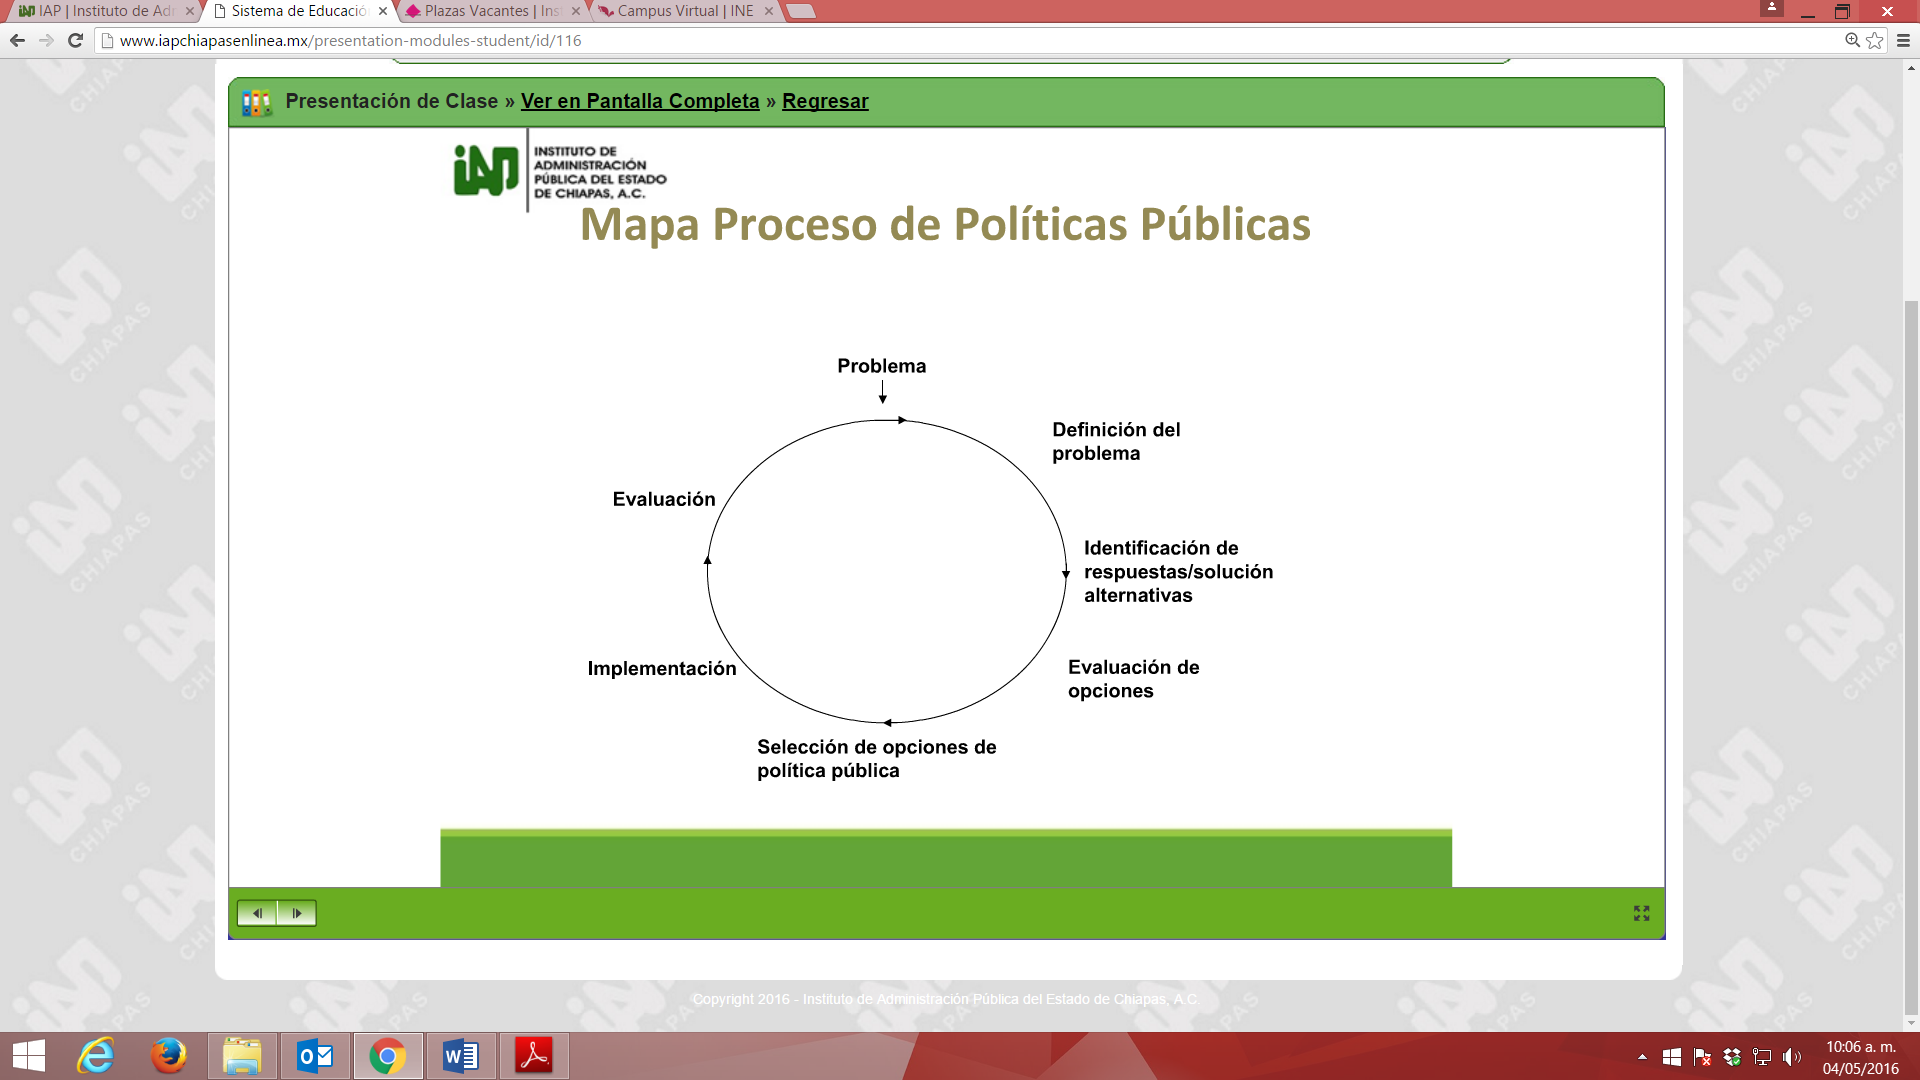 IAP | Instituto de Ad
Sistema de Educació
Plazas Vacantes | Ins
Campus Virtual | INE
www.iapchiapasenlinea.mx/presentation-modules-student/id/116
Presentación de Clase » Ver en Pantalla Completa » Regresar
iAP
INSTITUTO DE
ADMINISTRACIÓN
PÚBLICA DEL ESTADO
DE CHIAPAS, A.C.
Mapa Proceso de Políticas Públicas
Problema
Definición del
problema
Evaluación
Identificación de
respuestas/solución
alternativas
Implementación
Evaluación de
opciones
Selección de opciones de
política pública
Copyright 2016 - Instituto de Administración Pública del Estado de Chiapas, A.C.
10:06 a. m.
04/05/2016